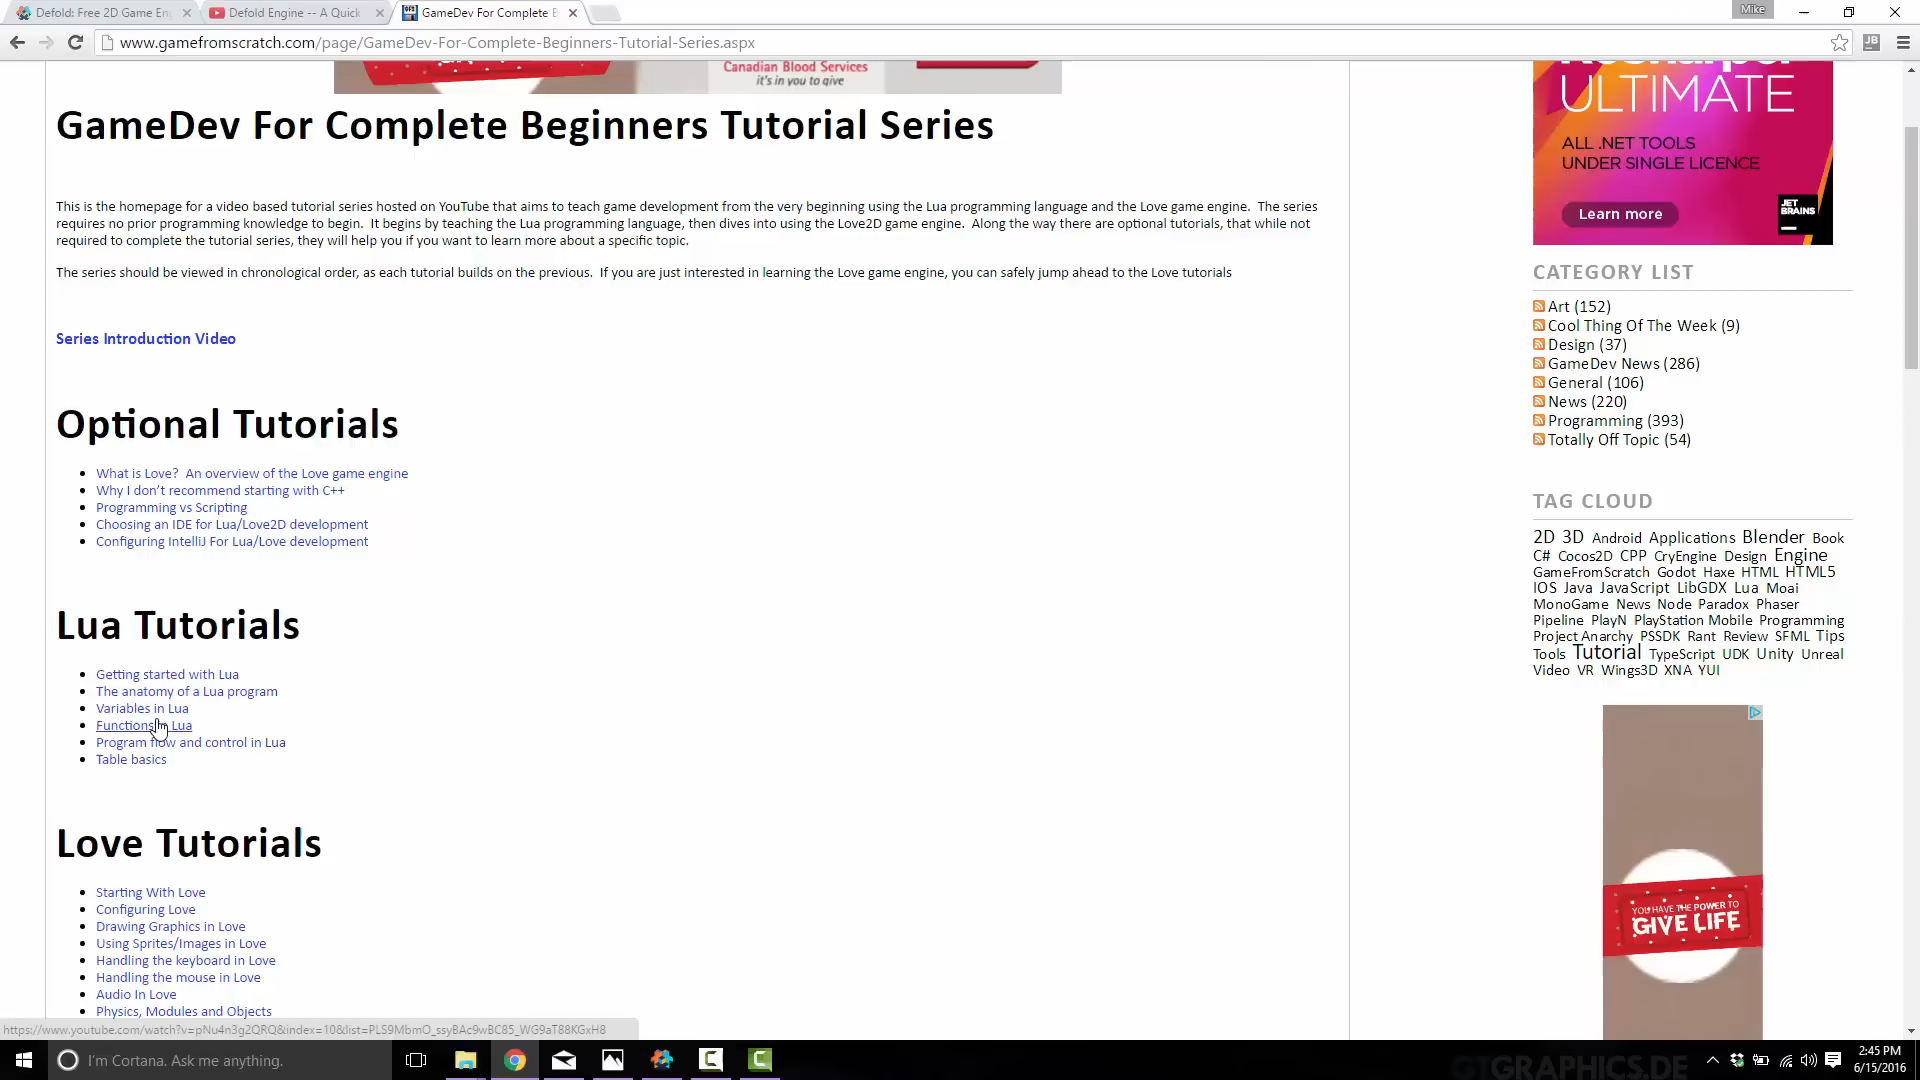 Defold: Free 2D Game En
Defold Engine -- A Quick
GameDev For Complete B
Mike
www.gamefromscratch.com/page/GameDev-For-Complete-Beginners-Tutorial-Series.aspx
JB
Canadian Blood Services
it's in you to give
ULTIMATE
ALL .NET TOOLS
UNDER SINGLE LICENCE
Learn more
JET
BRAINS
GameDev For Complete Beginners Tutorial Series
This is the homepage for a video based tutorial series hosted on YouTube that aims to teach game development from the very beginning using the Lua programming language and the Love game engine.  The series
requires no prior programming knowledge to begin.  It begins by teaching the Lua programming language, then dives into using the Love2D game engine.  Along the way there are optional tutorials, that while not
required to complete the tutorial series, they will help you if you want to learn more about a specific topic.
The series should be viewed in chronological order, as each tutorial builds on the previous.  If you are just interested in learning the Love game engine, you can safely jump ahead to the Love tutorials
Series Introduction Video
Optional Tutorials
What is Love?  An overview of the Love game engine
Why I don't recommend starting with C++
Programming vs Scripting
Choosing an IDE for Lua/Love2D development
Configuring IntelliJ For Lua/Love development
Lua Tutorials
Getting started with Lua
The anatomy of a Lua program
Variables in Lua
Functions in Lua
Program flow and control in Lua
Table basics
Love Tutorials
Starting With Love
Configuring Love
Drawing Graphics in Love
Using Sprites/Images in Love
Handling the keyboard in Love
Handling the mouse in Love
Audio In Love
Physics, Modules and Objects
CATEGORY LIST
Art (152)
Cool Thing Of The Week (9)
Design (37)
GameDev News (286)
General (106)
News (220)
Programming (393)
Totally Off Topic (54)
TAG CLOUD
2D 3D Android Applications Blender Book
C# Cocos2D CPP CryEngine Design Engine
GameFromScratch Godot Haxe HTML HTML5
IOS Java JavaScript LibGDX Lua Moai
MonoGame News Node Paradox Phaser
Pipeline PlayN PlayStation Mobile Programming
Project Anarchy PSSDK Rant Review SFML Tips
Tools Tutorial TypeScript UDK Unity Unreal
Video VR Wings3D XNA YUI
YOU HAVE THE POWER TO
GIVE LIFE
https://www.youtube.com/watch?v=pNu4n3g2QRQ&index=10&list=PLS9MbmO_ssyBAc9wBC85_WG9aT88KGxH8
I'm Cortana. Ask me anything.
GTGRAPHICS.DE
2:45 PM
6/15/2016